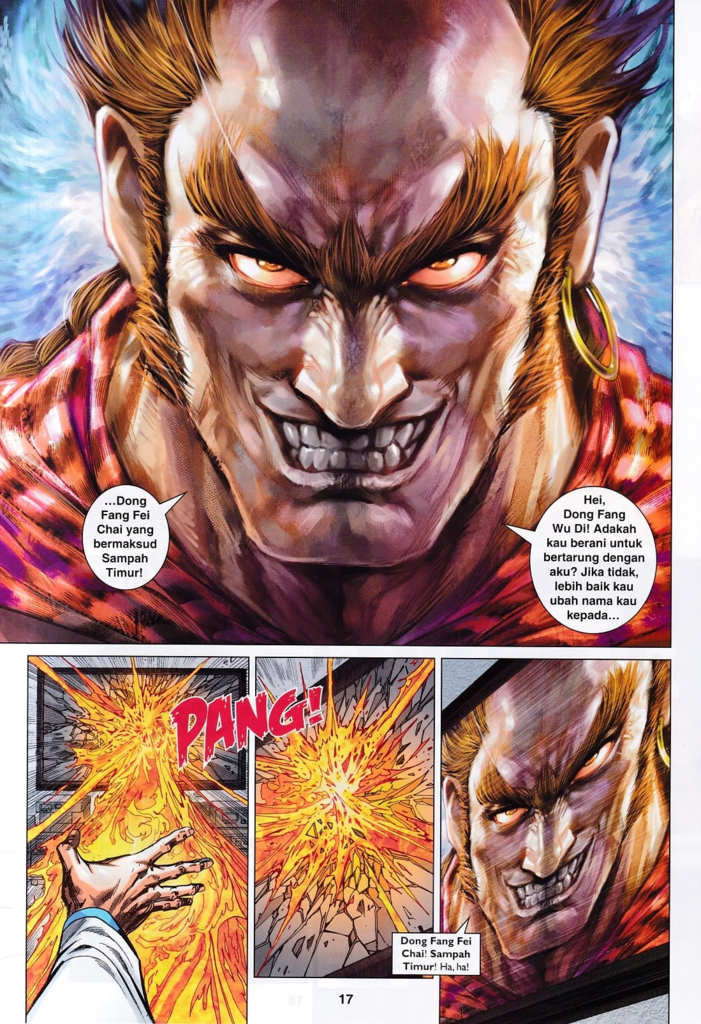 Hei,
Dong Fang
Wu Di! Adakah
kau berani untuk
bertarung dengan
aku? Jika tidak,
lebih baik kau
ubah nama kau
kepada...
...Dong
Fang Fei
Chai yang
bermaksud
Sampah
Timur!
Dong Fang Fei
Chai! Sampah
Timur! Ha, ha!
PANG!
17